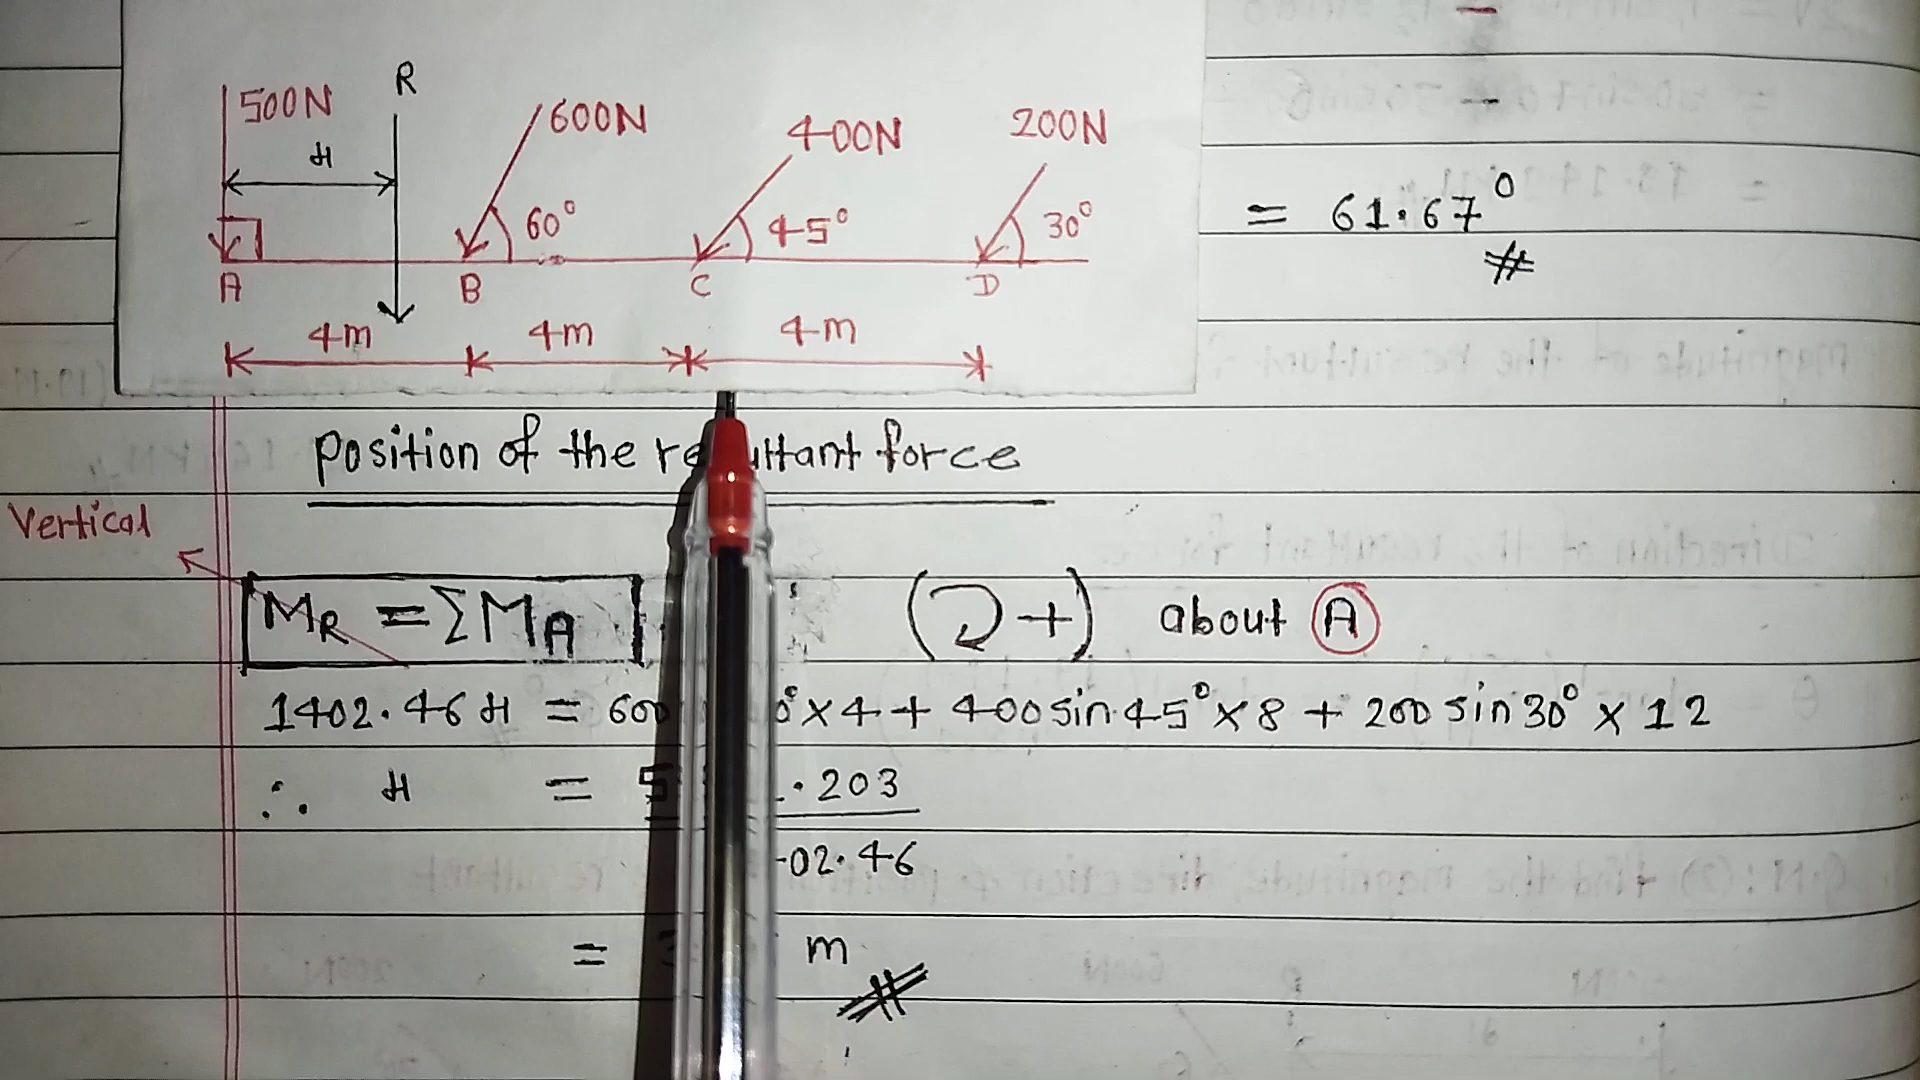 500N R 600N 400N 200N
H
60° 45° 30°
A B C D
4m 4m 4m
= 61.67°
#
position of the re ultant force
Vertical
MR = ΣMA (+) about A
1402.46 H = 600 ° x 4 + 400 sin 45° x 8 + 200 sin 30° x 12
∴ H = 5 .203
02.46
= 3 m
#